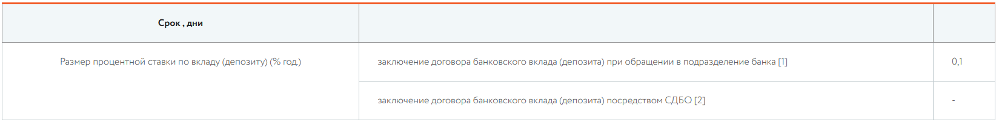 Срок , дни
Размер процентной ставки по вкладу (депозиту) (% год.)
заключение договора банковского вклада (депозита) при обращении в подразделение банка [1]
0,1
заключение договора банковского вклада (депозита) посредством СДБО [2]
-